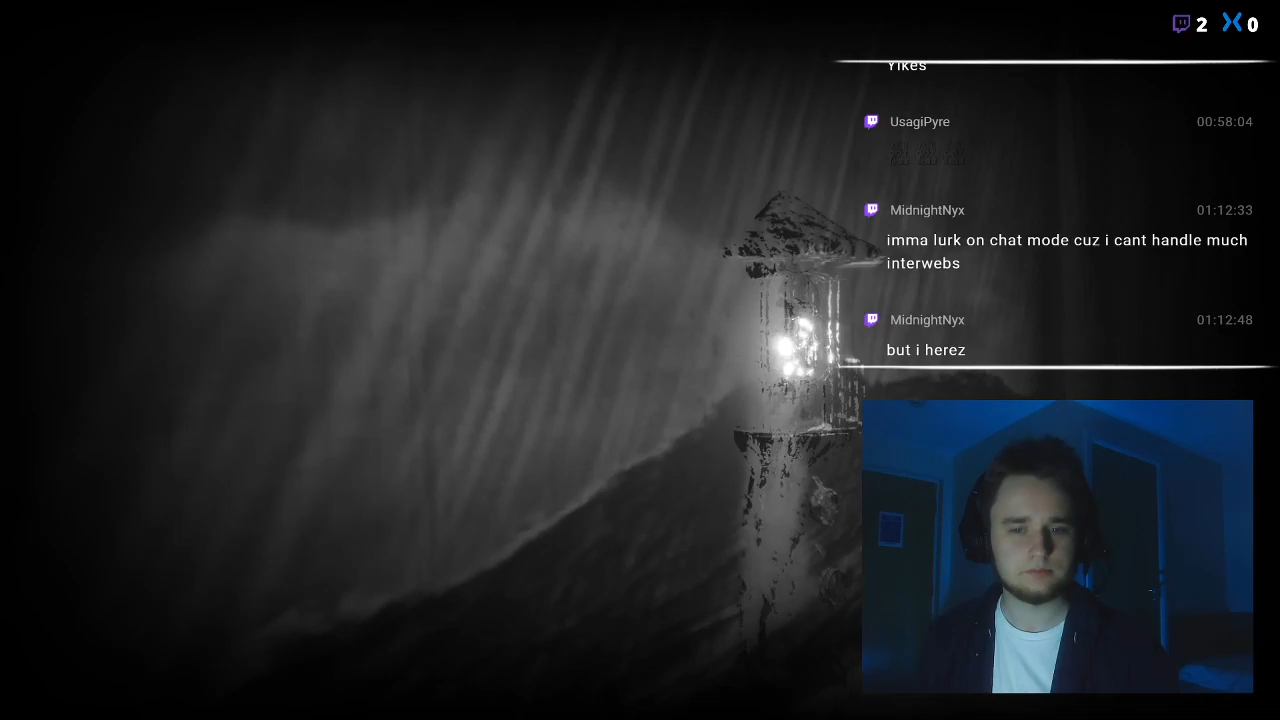 2 0
Yikes
UsagiPyre 00:58:04
MidnightNyx 01:12:33
imma lurk on chat mode cuz i cant handle much
interwebs
MidnightNyx 01:12:48
but i herez